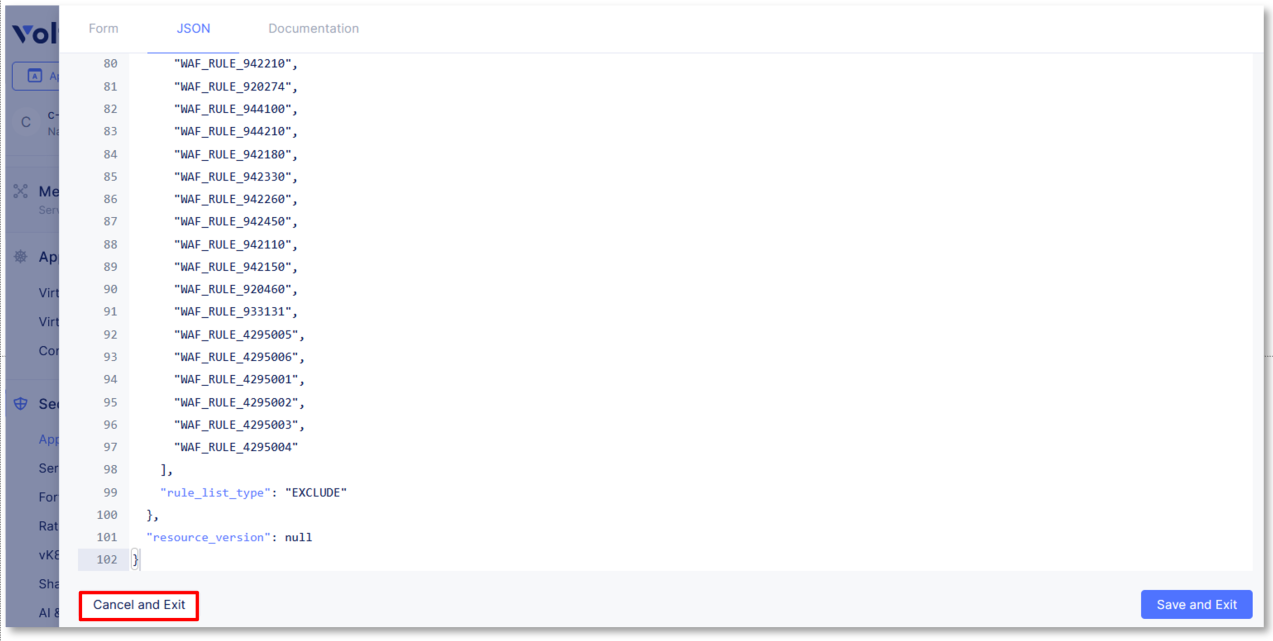 Form JSON Documentation
80 "WAF_RULE_942210",
81 "WAF_RULE_920274",
82 "WAF_RULE_944100",
83 "WAF_RULE_944210",
84 "WAF_RULE_942180",
85 "WAF_RULE_942330",
86 "WAF_RULE_942260",
87 "WAF_RULE_942450",
88 "WAF_RULE_942110",
89 "WAF_RULE_942150",
90 "WAF_RULE_920460",
91 "WAF_RULE_933131",
92 "WAF_RULE_4295005",
93 "WAF_RULE_4295006",
94 "WAF_RULE_4295001",
95 "WAF_RULE_4295002",
96 "WAF_RULE_4295003",
97 "WAF_RULE_4295004"
98 ],
99 "rule_list_type": "EXCLUDE"
100 },
101 "resource_version": null
102 }
Cancel and Exit
Save and Exit
Vol
A Ap
C c-
Na
Me
Serv
App
Virt
Virt
Con
Sec
App
Ser
For
Rat
vK8
Sha
AI &